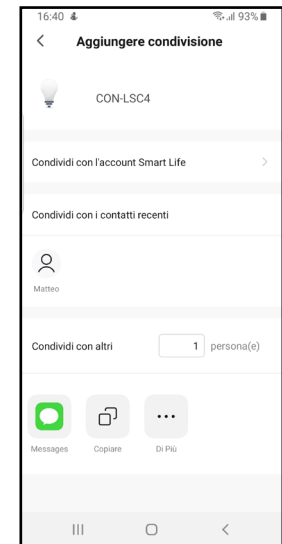 16:40 93%
Aggiungere condivisione
CON-LSC4
Condividi con l'account Smart Life
Condividi con i contatti recenti
Matteo
Condividi con altri 1 persona(e)
Messages Copiare Di Più